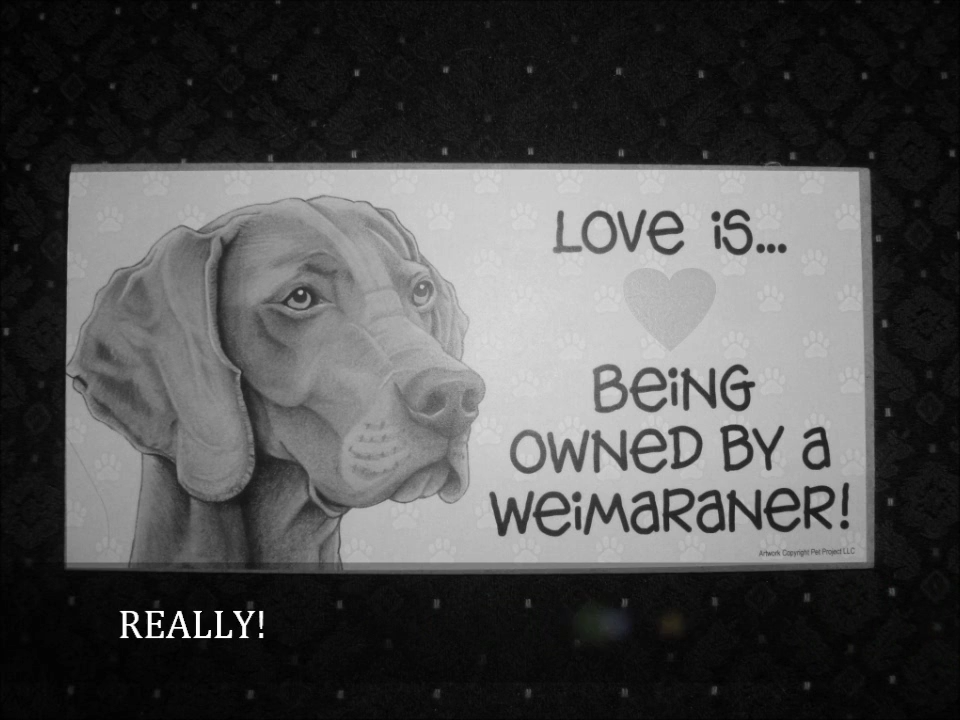 Love is...
Being
owned by a
Weimaraner!
Artwork Copyright Pet Project LLC
REALLY!